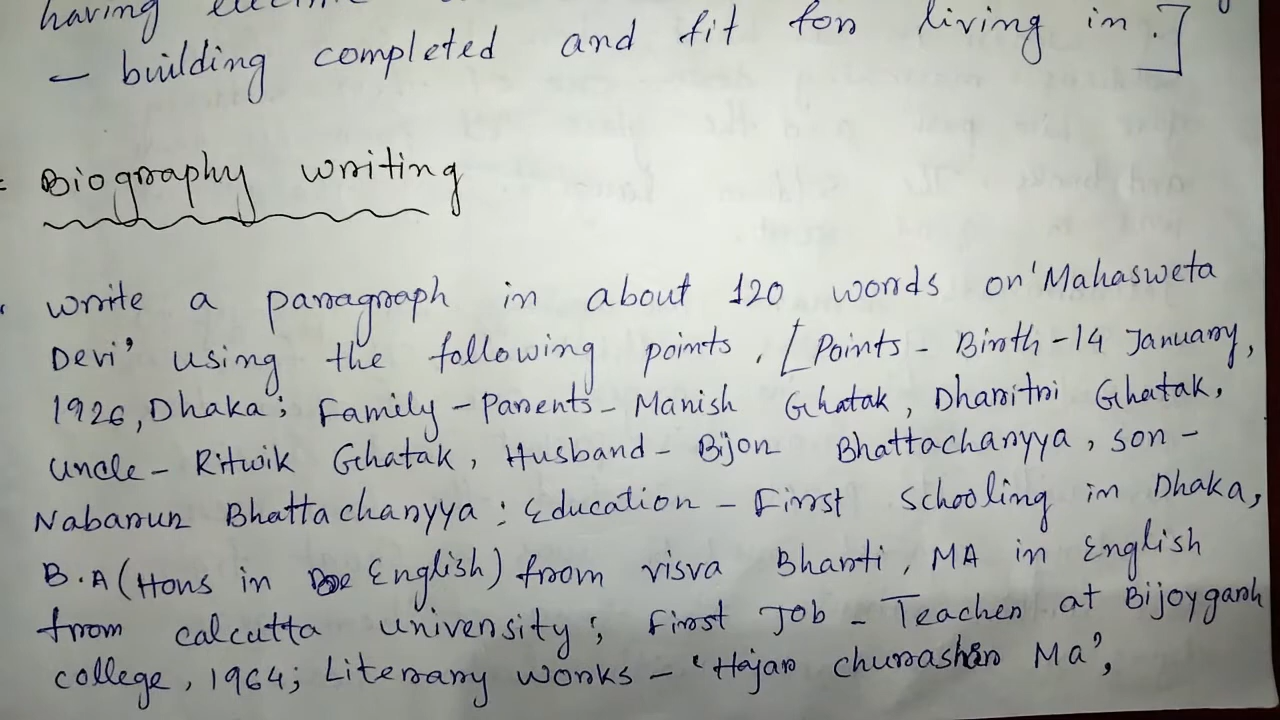 having
– building completed and fit for living in.]
Biography writing
write a paragraph in about 120 words on 'Mahasweta
Devi' using the following points. [Points - Birth - 14 January,
1926, Dhaka; Family - Parents - Manish Ghatak, Dharitri Ghatak,
uncle - Ritwik Ghatak, Husband - Bijon Bhattacharyya, son -
Nabarun Bhattacharyya; Education - First Schooling in Dhaka,
B.A (Hons in English) from visva Bharti, MA in English
from calcutta university; First Job - Teacher at Bijoygarh
college, 1964; Literary works - 'Hajar churashir Ma',